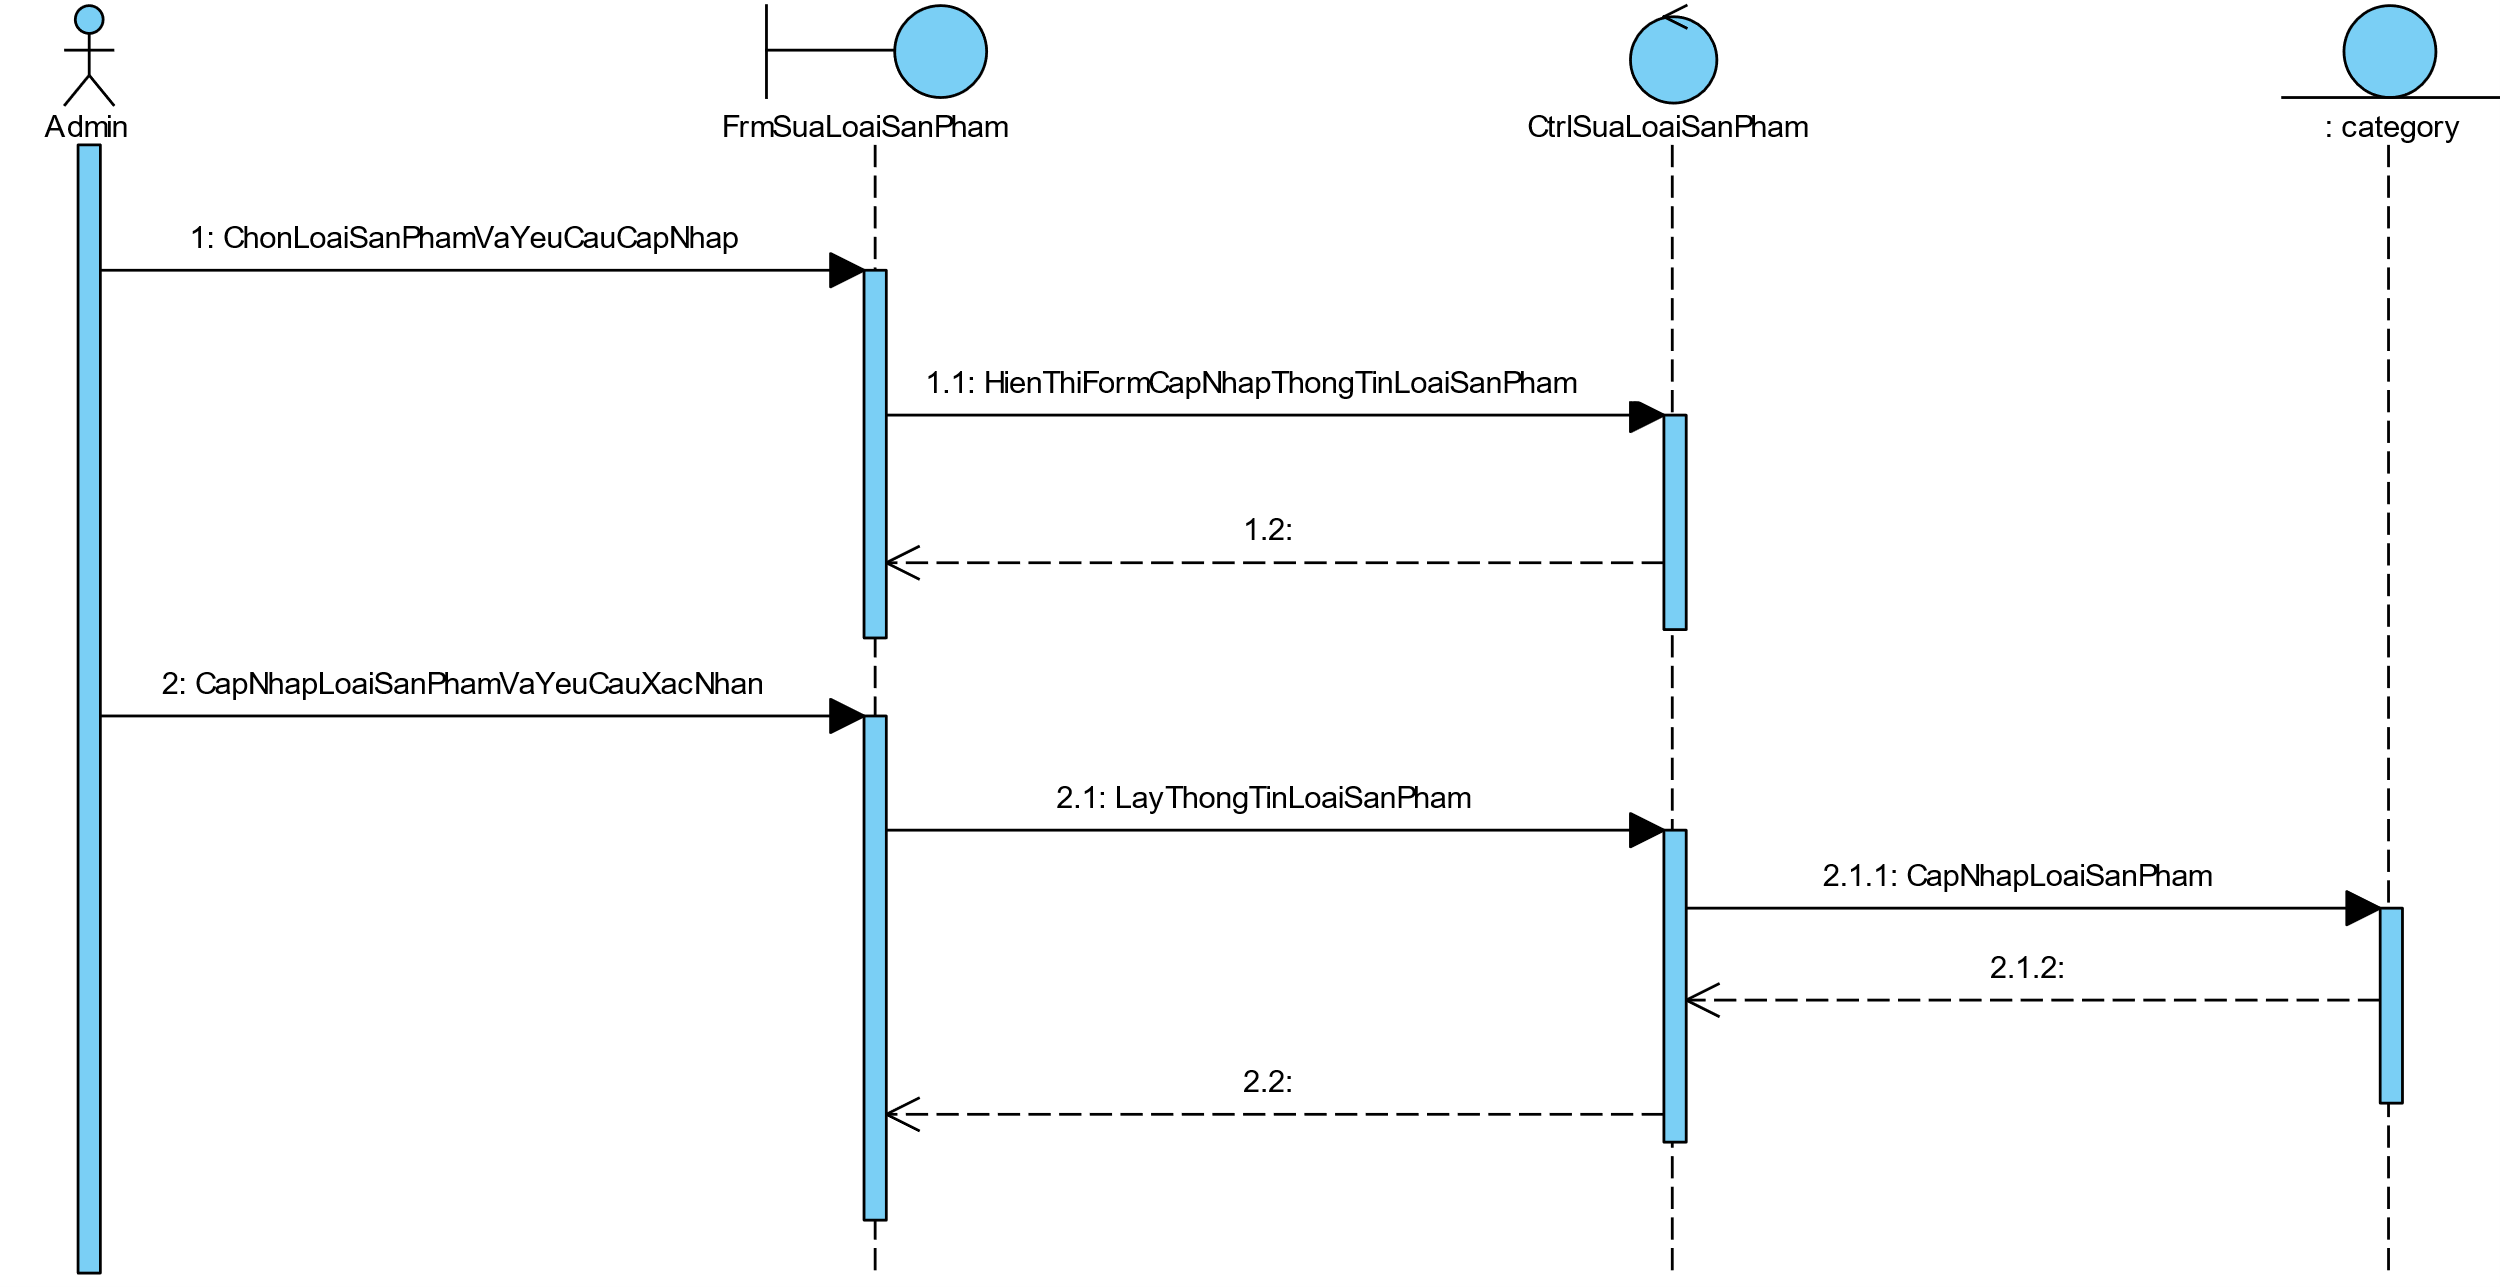 Admin
FrmSuaLoaiSanPham
CtrlSuaLoaiSanPham
: category
1: ChonLoaiSanPhamVaYeuCauCapNhap
1.1: HienThiFormCapNhapThongTinLoaiSanPham
1.2:
2: CapNhapLoaiSanPhamVaYeuCauXacNhan
2.1: LayThongTinLoaiSanPham
2.1.1: CapNhapLoaiSanPham
2.1.2:
2.2: